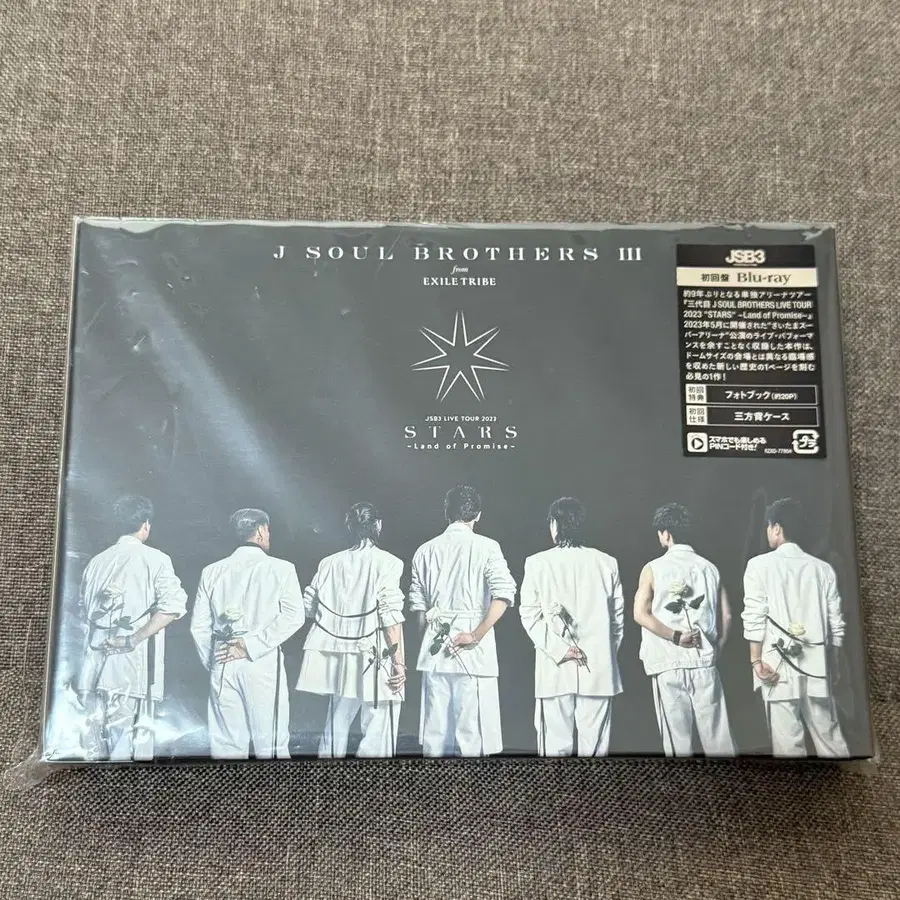 J SOUL BROTHERS III
from
EXILE TRIBE
JSB3 LIVE TOUR 2023
STARS
~Land of Promise~
JSB3
初回盤 Blu-ray
約9年ぶりとなる単独アリーナツアー
『三代目 J SOUL BROTHERS LIVE TOUR
2023 "STARS" ~Land of Promise~』
2023年5月に開催された"さいたまスー
パーアリーナ"公演のライブ・パフォーマ
ンスを余すことなく収録した本作は、
ドームサイズの会場とは異なる臨場感
を収めた新しい歴史の1ページを刻む
必見の1作!
初回特典 フォトブック(約20P)
初回仕様 三方背ケース
スマホでも楽しめる
PINコード付き!
プラ